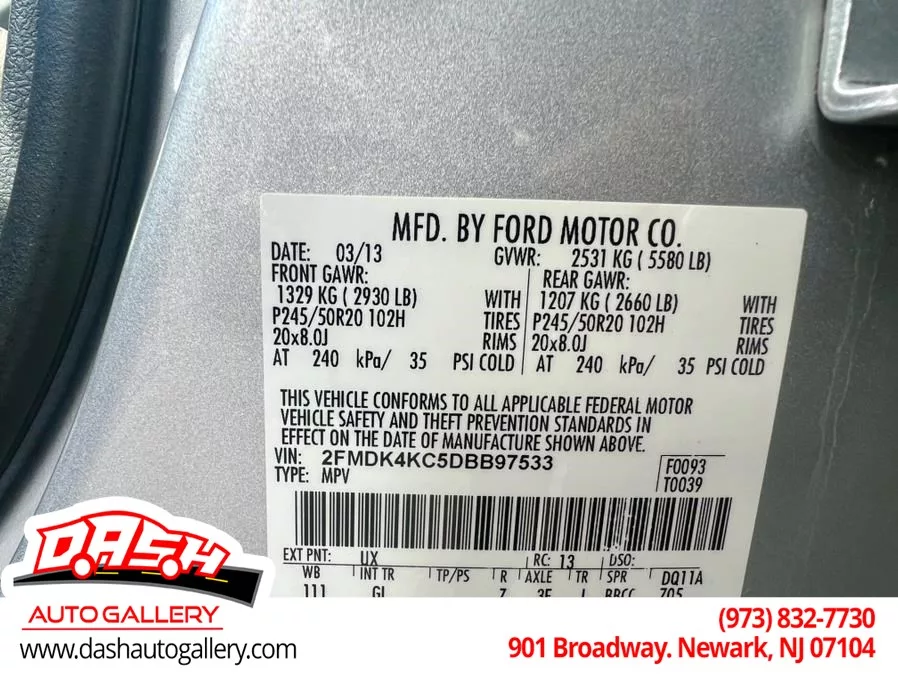 MFD. BY FORD MOTOR CO.
DATE: 03/13 GVWR: 2531 KG ( 5580 LB)
FRONT GAWR: REAR GAWR:
1329 KG ( 2930 LB) WITH 1207 KG ( 2660 LB) WITH
P245/50R20 102H TIRES P245/50R20 102H TIRES
20x8.0J RIMS 20x8.0J RIMS
AT 240 kPa/ 35 PSI COLD AT 240 kPa/ 35 PSI COLD
THIS VEHICLE CONFORMS TO ALL APPLICABLE FEDERAL MOTOR
VEHICLE SAFETY AND THEFT PREVENTION STANDARDS IN
EFFECT ON THE DATE OF MANUFACTURE SHOWN ABOVE.
VIN: 2FMDK4KC5DBB97533 F0093
TYPE: MPV T0039
EXT PNT: UX RC: 13 DSO:
WB INT TR TP/PS R AXLE TR SPR DQ11A
111
DASH
AUTO GALLERY
www.dashautogallery.com
(973) 832-7730
901 Broadway. Newark, NJ 07104